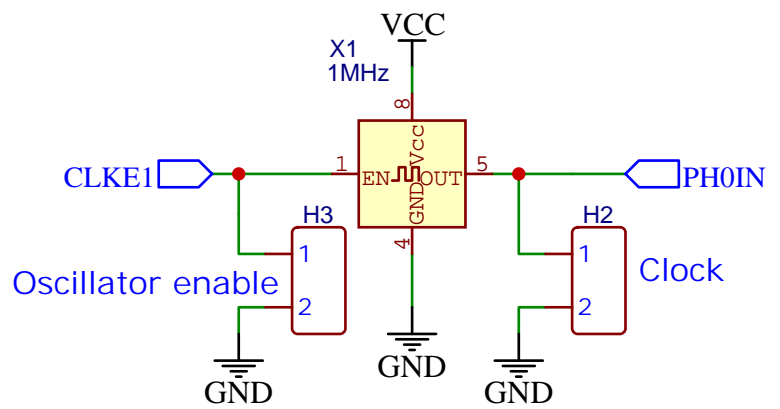 VCC
X1
1MHz
8
Vcc
CLKE1
1
EN
OUT
5
PH0IN
GND
4
H3
1
2
Oscillator enable
GND
GND
H2
1
2
Clock
GND